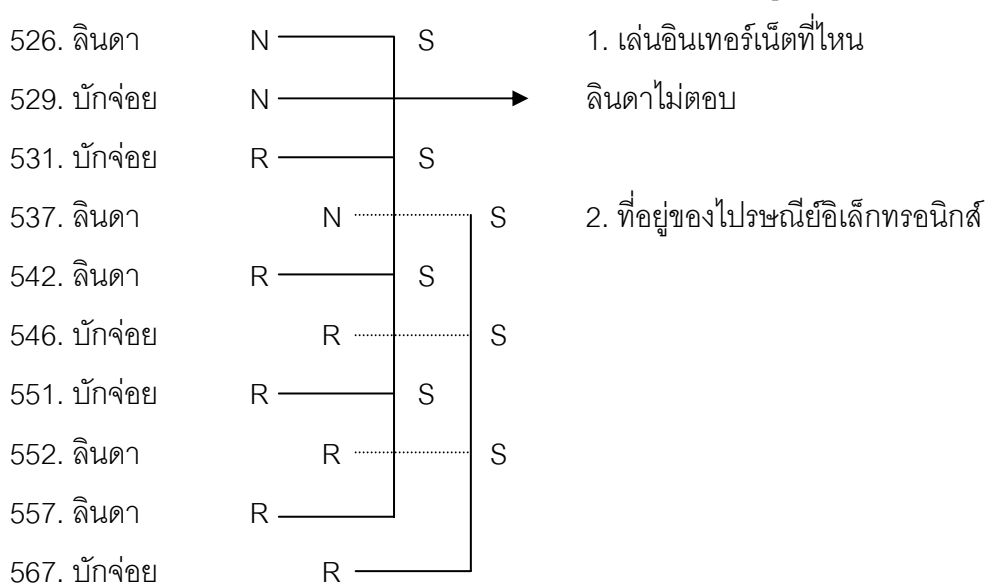 526. ลินดา N S 1. เล่นอินเทอร์เน็ตที่ไหน
529. บักจ่อย N ลินดาไม่ตอบ
531. บักจ่อย R S
537. ลินดา N S 2. ที่อยู่ของไปรษณีย์อิเล็กทรอนิกส์
542. ลินดา R S
546. บักจ่อย R S
551. บักจ่อย R S
552. ลินดา R S
557. ลินดา R
567. บักจ่อย R